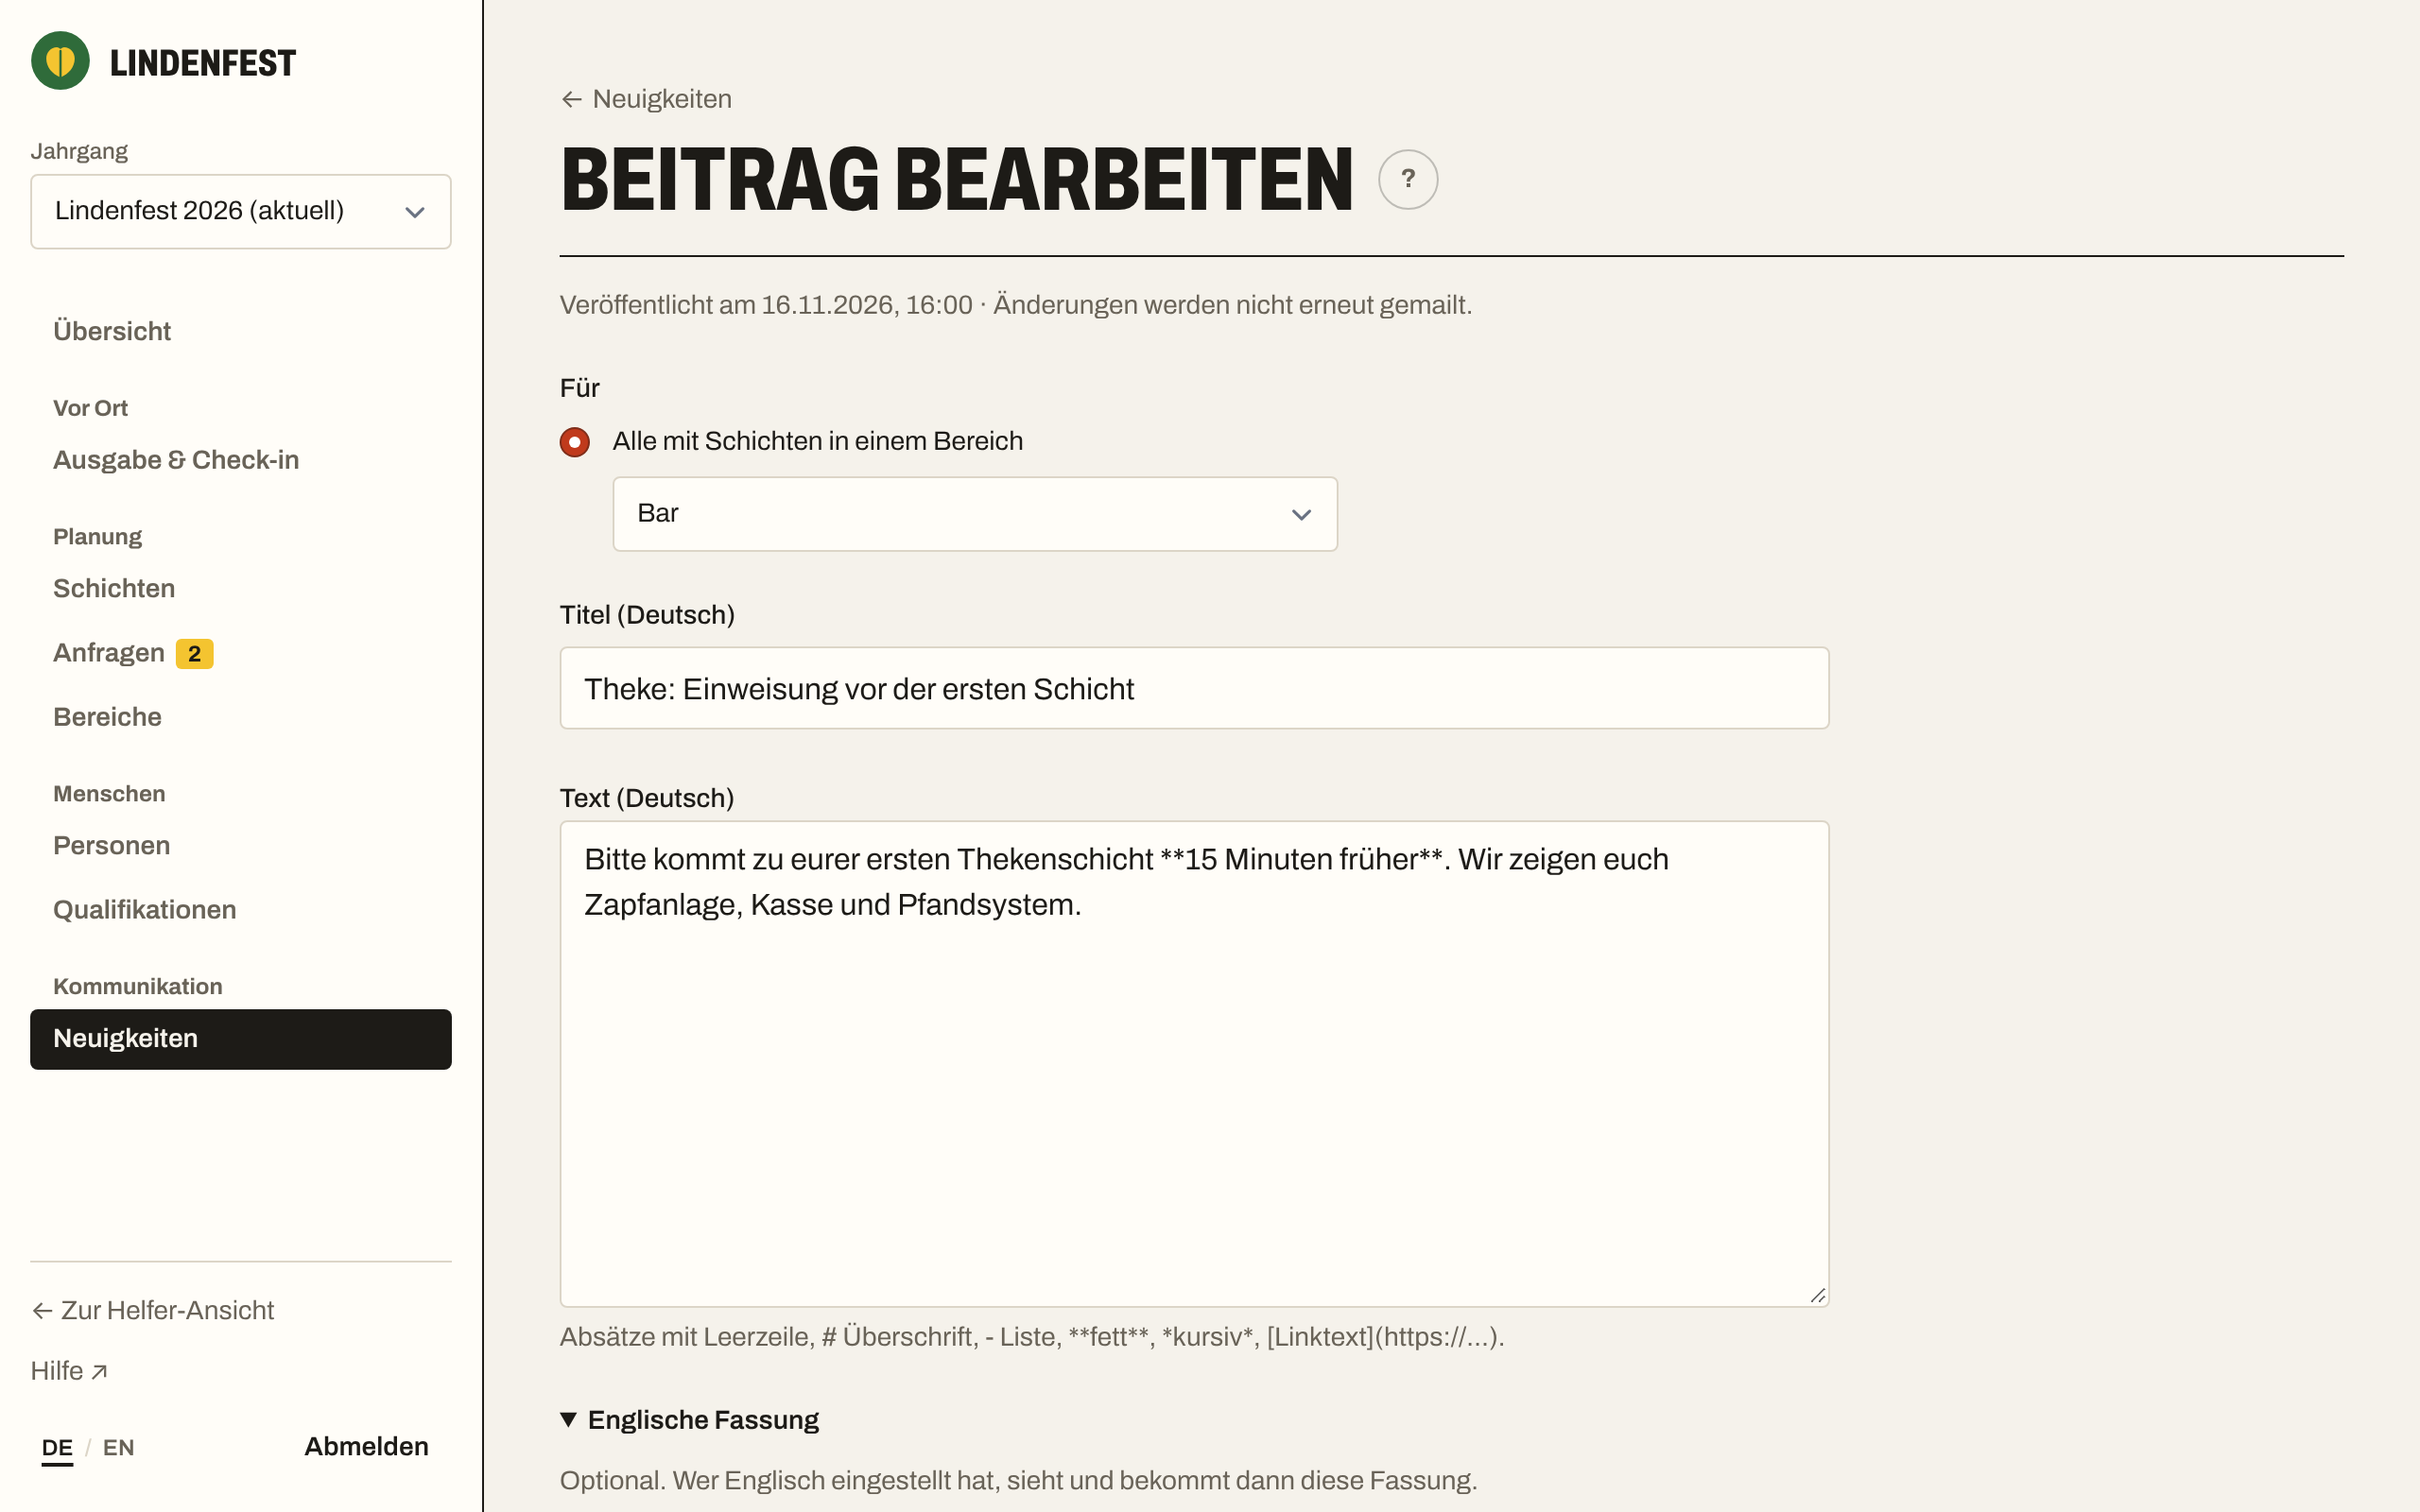 LINDENFEST
Jahrgang
Lindenfest 2026 (aktuell)
Übersicht
Vor Ort
Ausgabe & Check-in
Planung
Schichten
Anfragen 2
Bereiche
Menschen
Personen
Qualifikationen
Kommunikation
Neuigkeiten
← Zur Helfer-Ansicht
Hilfe ↗
DE / EN
Abmelden
← Neuigkeiten
BEITRAG BEARBEITEN ?
Veröffentlicht am 16.11.2026, 16:00 · Änderungen werden nicht erneut gemailt.
Für
Alle mit Schichten in einem Bereich
Bar
Titel (Deutsch)
Theke: Einweisung vor der ersten Schicht
Text (Deutsch)
Bitte kommt zu eurer ersten Thekenschicht **15 Minuten früher**. Wir zeigen euch
Zapfanlage, Kasse und Pfandsystem.
Absätze mit Leerzeile, # Überschrift, - Liste, **fett**, *kursiv*, [Linktext](https://…).
▼ Englische Fassung
Optional. Wer Englisch eingestellt hat, sieht und bekommt dann diese Fassung.